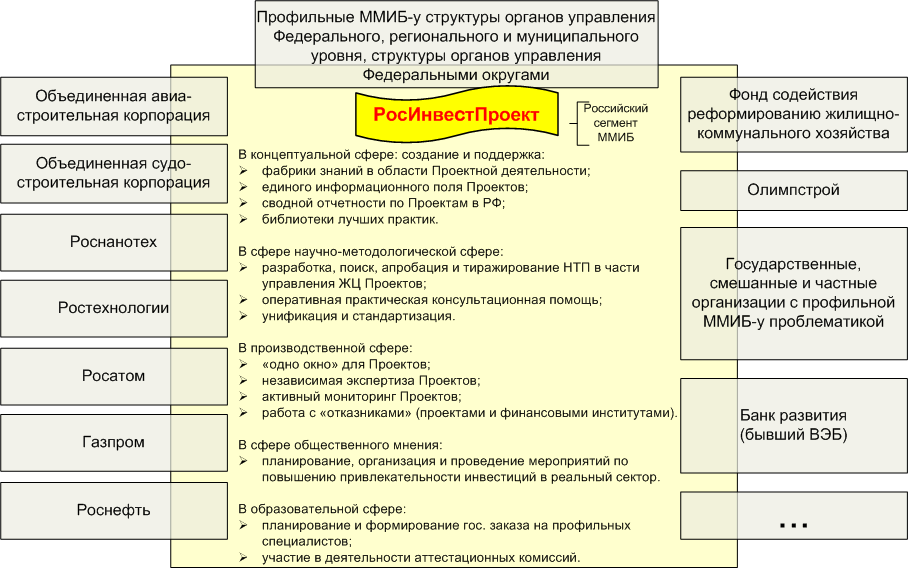 Профильные ММИБ-у структуры органов управления
Федерального, регионального и муниципального
уровня, структуры органов управления
Федеральными округами
РосИнвестПроект
Российский
сегмент
ММИБ
Объединенная авиа-
строительная корпорация
Объединенная судо-
строительная корпорация
Роснанотех
Ростехнологии
Росатом
Газпром
Роснефть
В концептуальной сфере: создание и поддержка:
➢ фабрики знаний в области Проектной деятельности;
➢ единого информационного поля Проектов;
➢ сводной отчетности по Проектам в РФ;
➢ библиотеки лучших практик.
В сфере научно-методологической сфере:
➢ разработка, поиск, апробация и тиражирование НТП в части
управления ЖЦ Проектов;
➢ оперативная практическая консультационная помощь;
➢ унификация и стандартизация.
В производственной сфере:
➢ «одно окно» для Проектов;
➢ независимая экспертиза Проектов;
➢ активный мониторинг Проектов;
➢ работа с «отказниками» (проектами и финансовыми институтами).
В сфере общественного мнения:
➢ планирование, организация и проведение мероприятий по
повышению привлекательности инвестиций в реальный сектор.
В образовательной сфере:
➢ планирование и формирование гос. заказа на профильных
специалистов;
➢ участие в деятельности аттестационных комиссий.
Фонд содействия
реформированию жилищно-
коммунального хозяйства
Олимпстрой
Государственные,
смешанные и частные
организации с профильной
ММИБ-у проблематикой
Банк развития
(бывший ВЭБ)
...